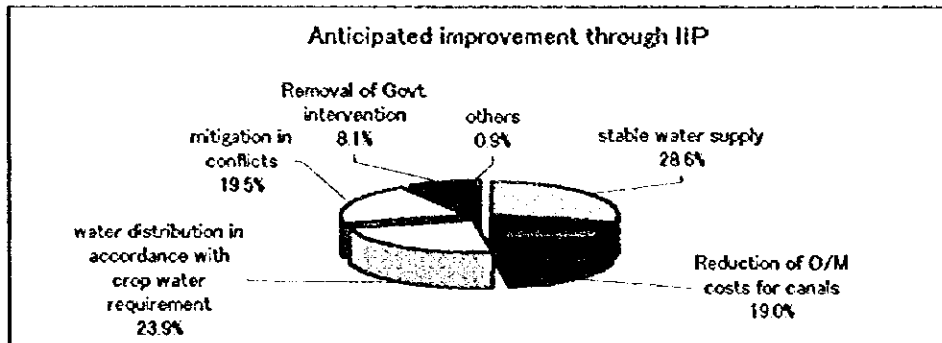 Anticipated improvement through IIP
Removal of Govt.
intervention
8.1%
others
0.9%
stable water supply
28.6%
mitigation in
conflicts
19.5%
water distribution in
accordance with
crop water
requirement
23.9%
Reduction of O/M
costs for canals
19.0%